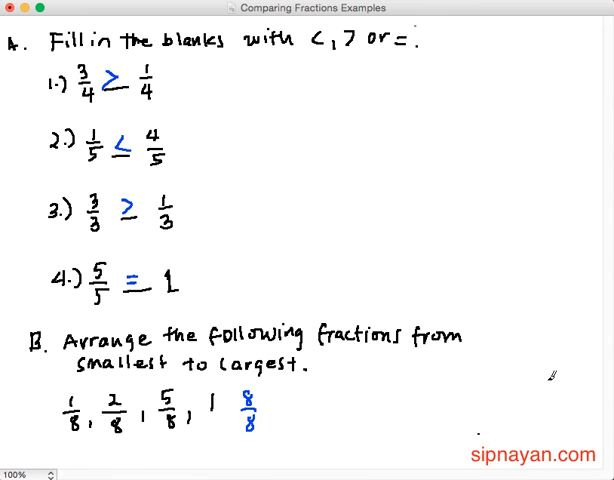 Comparing Fractions Examples
A. Fill in the blanks with <, > or =.
1.) 3/4 > 1/4
2.) 1/5 < 4/5
3.) 3/3 > 1/3
4.) 5/5 = 1
B. Arrange the following fractions from
smallest to largest.
1/8, 2/8, 5/8, 1 8/8
sipnayan.com
100%